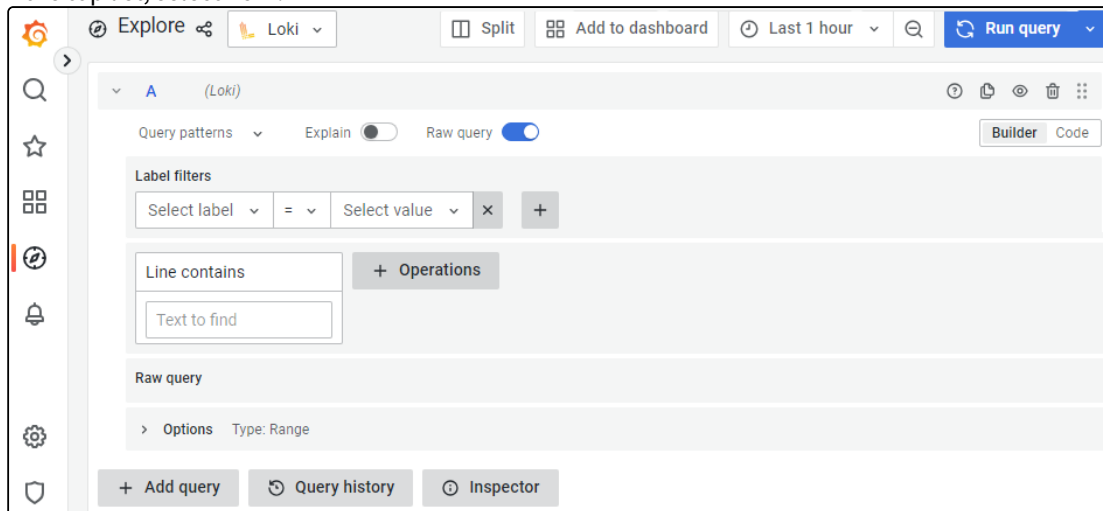 Explore Loki Split Add to dashboard Last 1 hour Run query
A (Loki)
Query patterns Explain Raw query Builder Code
Label filters
Select label = Select value × +
Line contains + Operations
Text to find
Raw query
> Options Type: Range
+ Add query Query history Inspector